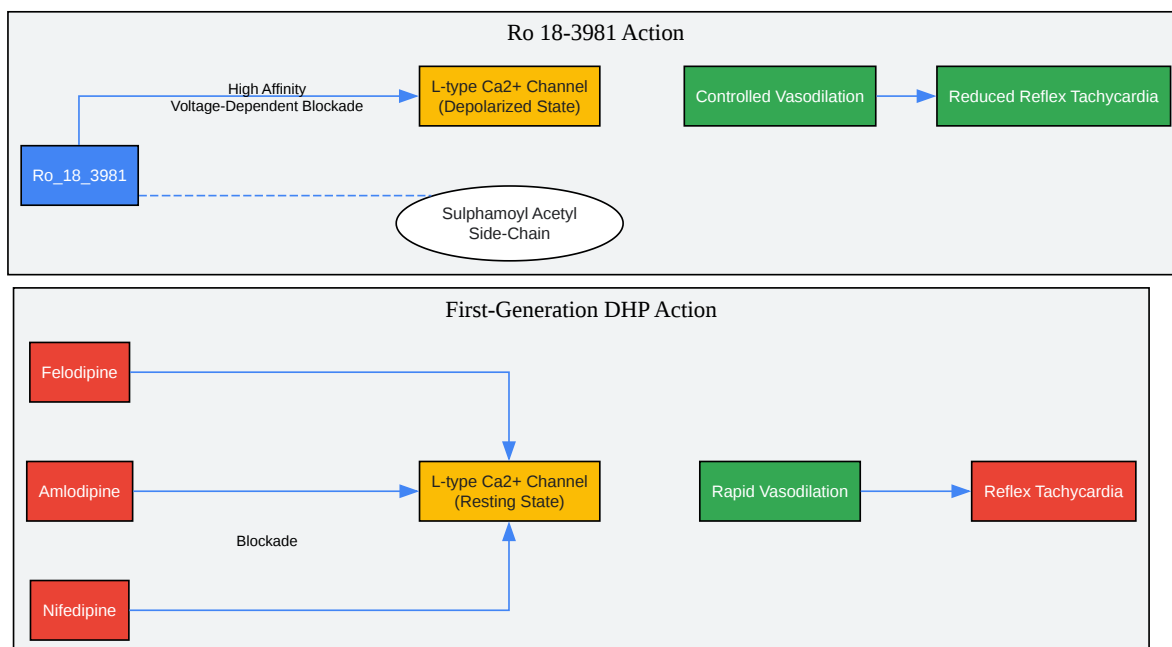 Ro 18-3981 Action
High Affinity
Voltage-Dependent Blockade
L-type Ca2+ Channel
(Depolarized State)
Controlled Vasodilation
Reduced Reflex Tachycardia
Ro_18_3981
Sulphamoyl Acetyl
Side-Chain
First-Generation DHP Action
Felodipine
Amlodipine
L-type Ca2+ Channel
(Resting State)
Rapid Vasodilation
Reflex Tachycardia
Blockade
Nifedipine